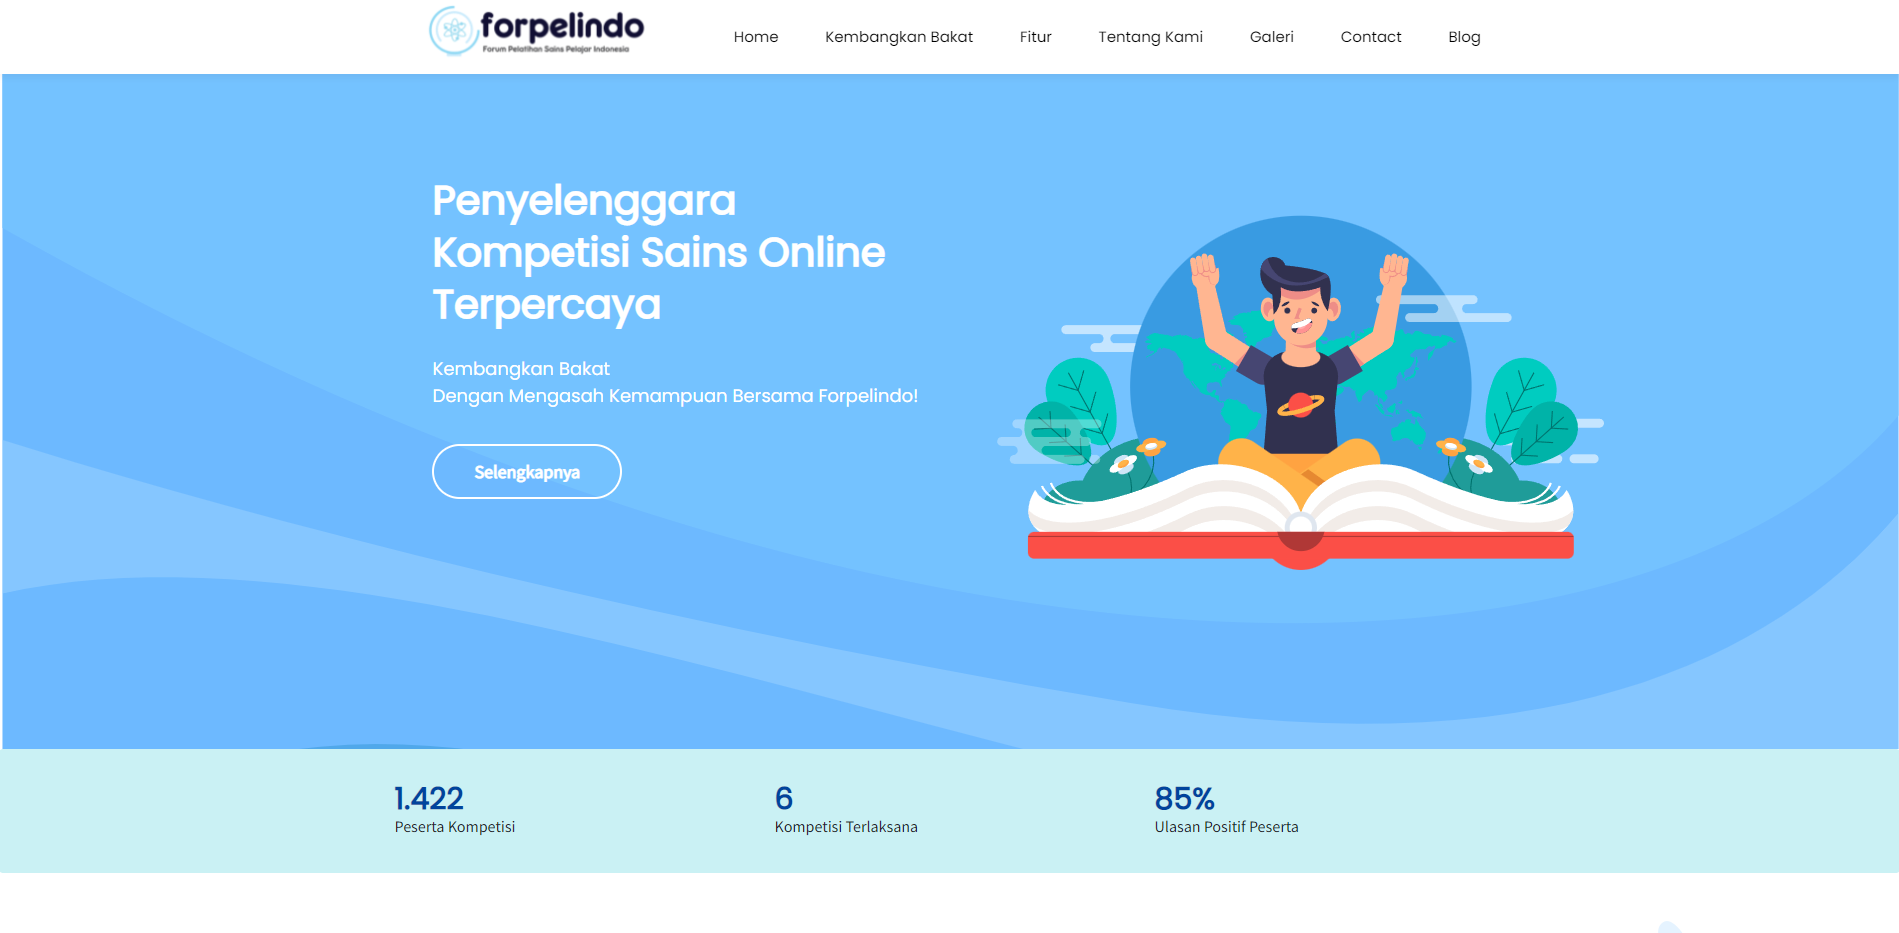 forpelindo
Forum Pelatihan Sains Pelajar Indonesia
Home
Kembangkan Bakat
Fitur
Tentang Kami
Galeri
Contact
Blog
Penyelenggara
Kompetisi Sains Online
Terpercaya
Kembangkan Bakat
Dengan Mengasah Kemampuan Bersama Forpelindo!
Selengkapnya
1.422
Peserta Kompetisi
6
Kompetisi Terlaksana
85%
Ulasan Positif Peserta